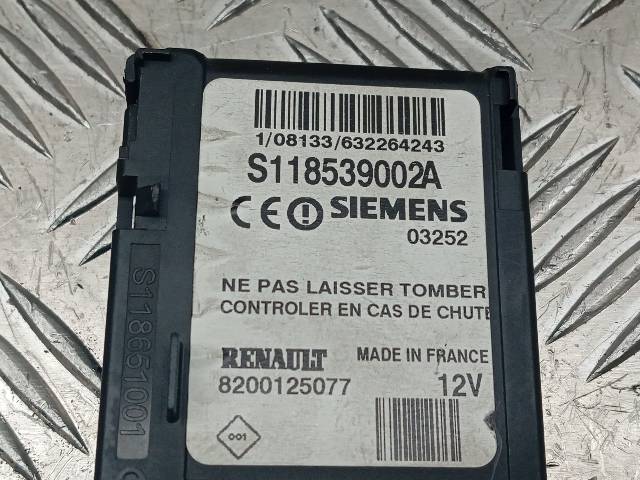 1/08133/632264243
S118539002A
CE SIEMENS
03252
NE PAS LAISSER TOMBER
CONTROLER EN CAS DE CHUTE
RENAULT MADE IN FRANCE
8200125077 12V
001
S118651001